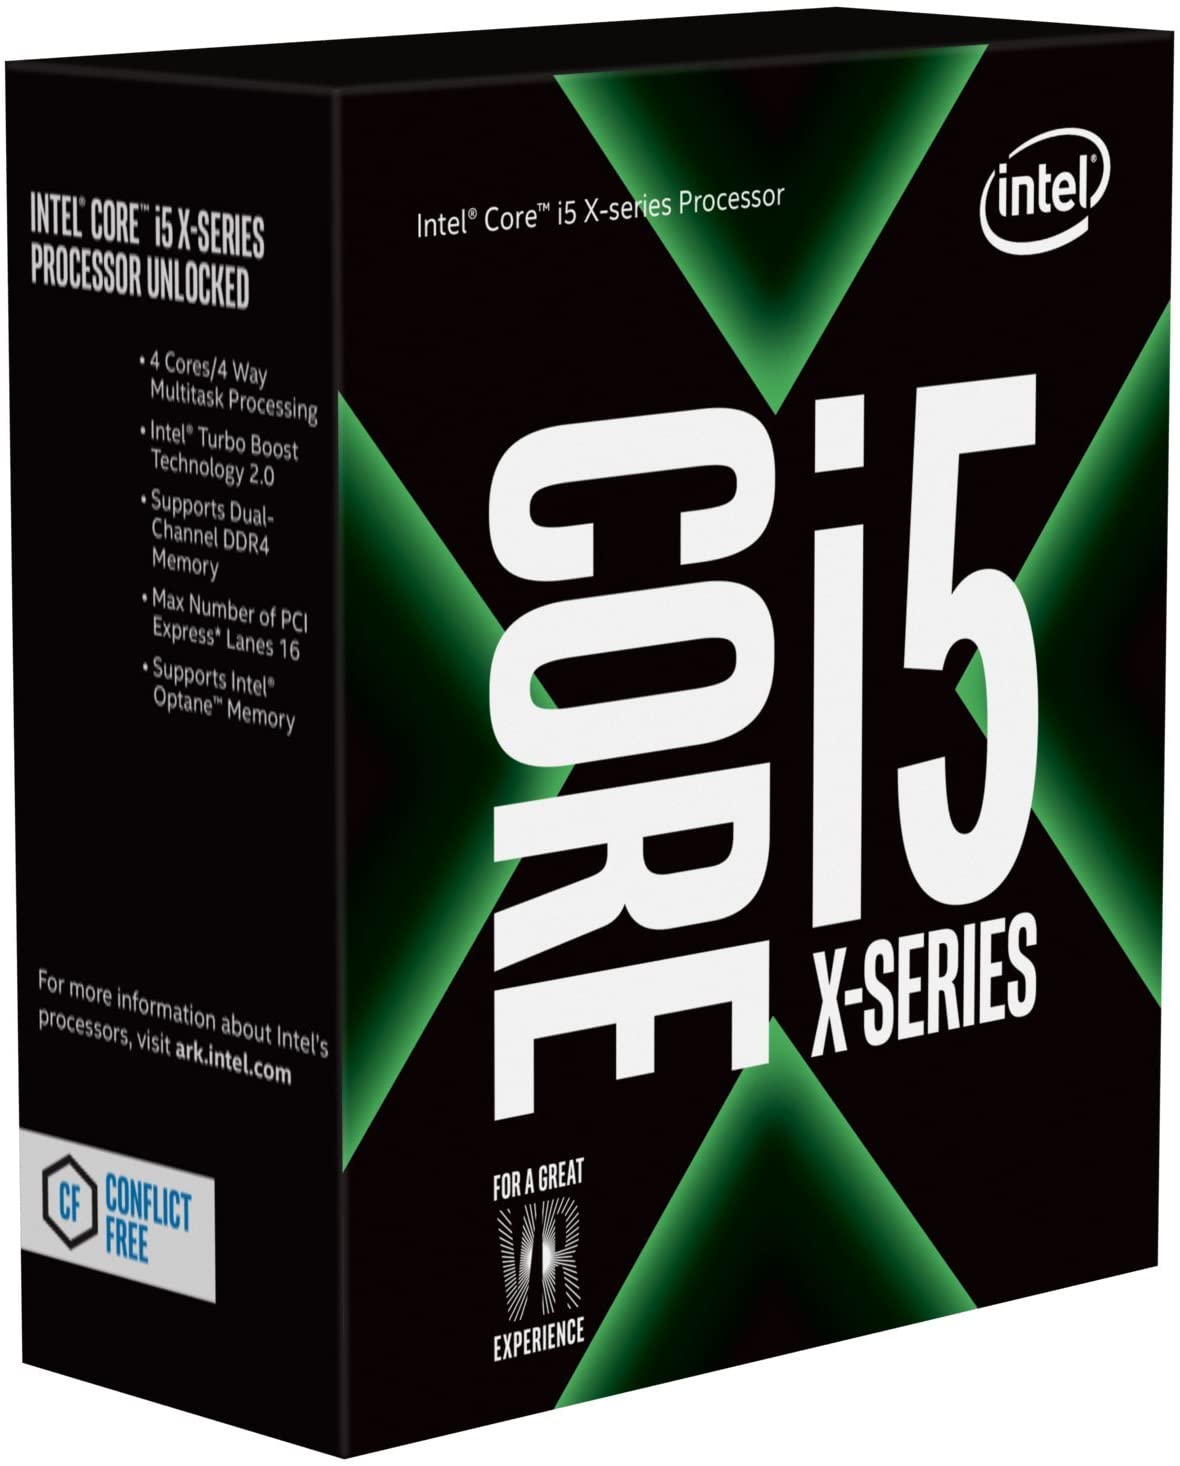 INTEL® CORE™ i5 X-SERIES
PROCESSOR UNLOCKED
• 4 Cores/4 Way
Multitask Processing
• Intel® Turbo Boost
Technology 2.0
• Supports Dual-
Channel DDR4
Memory
• Max Number of PCI
Express* Lanes 16
• Supports Intel®
Optane™ Memory
For more information about Intel's
processors, visit ark.intel.com
CF
CONFLICT
FREE
Intel® Core™ i5 X-series Processor
intel®
CORE
i5
X-SERIES
FOR A GREAT
VR
EXPERIENCE